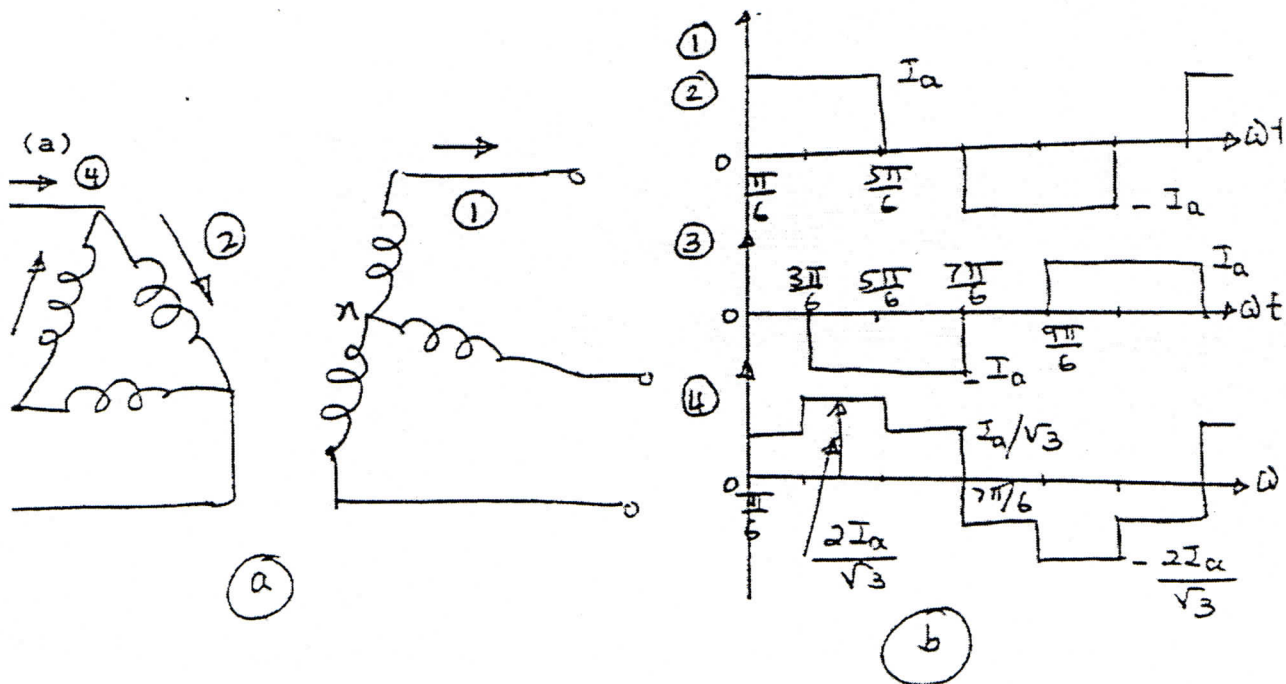 (a)
④
②
①
n
ⓐ
①
②
Iₐ
0
π/6
5π/6
ωt
- Iₐ
③
3π/6
5π/6
7π/6
Iₐ
0
9π/6
ωt
- Iₐ
④
Iₐ/√3
0
π/6
7π/6
ω
2Iₐ/√3
- 2Iₐ/√3
ⓑ